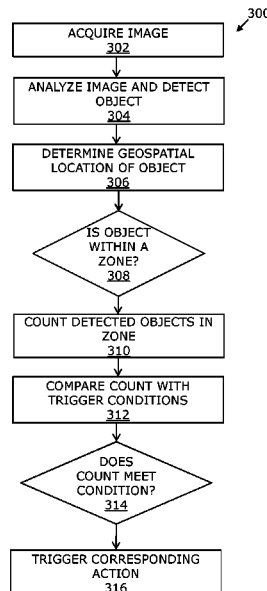 300
ACQUIRE IMAGE
302
ANALYZE IMAGE AND DETECT
OBJECT
304
DETERMINE GEOSPATIAL
LOCATION OF OBJECT
306
IS OBJECT
WITHIN A
ZONE?
308
COUNT DETECTED OBJECTS IN
ZONE
310
COMPARE COUNT WITH
TRIGGER CONDITIONS
312
DOES
COUNT MEET
CONDITION?
314
TRIGGER CORRESPONDING
ACTION
316